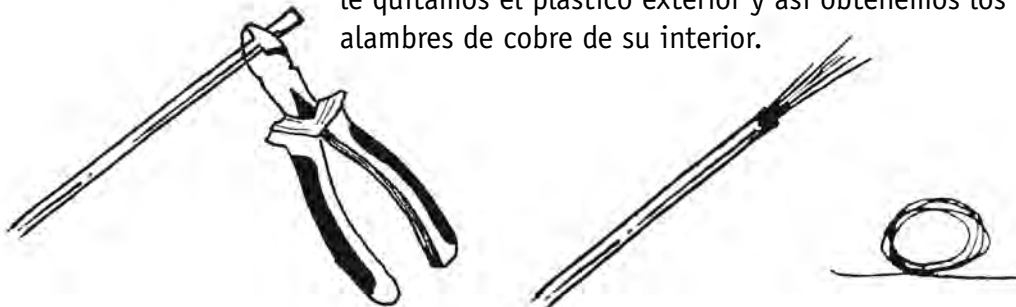 le quitamos el plástico exterior y así obtenemos los
alambres de cobre de su interior.